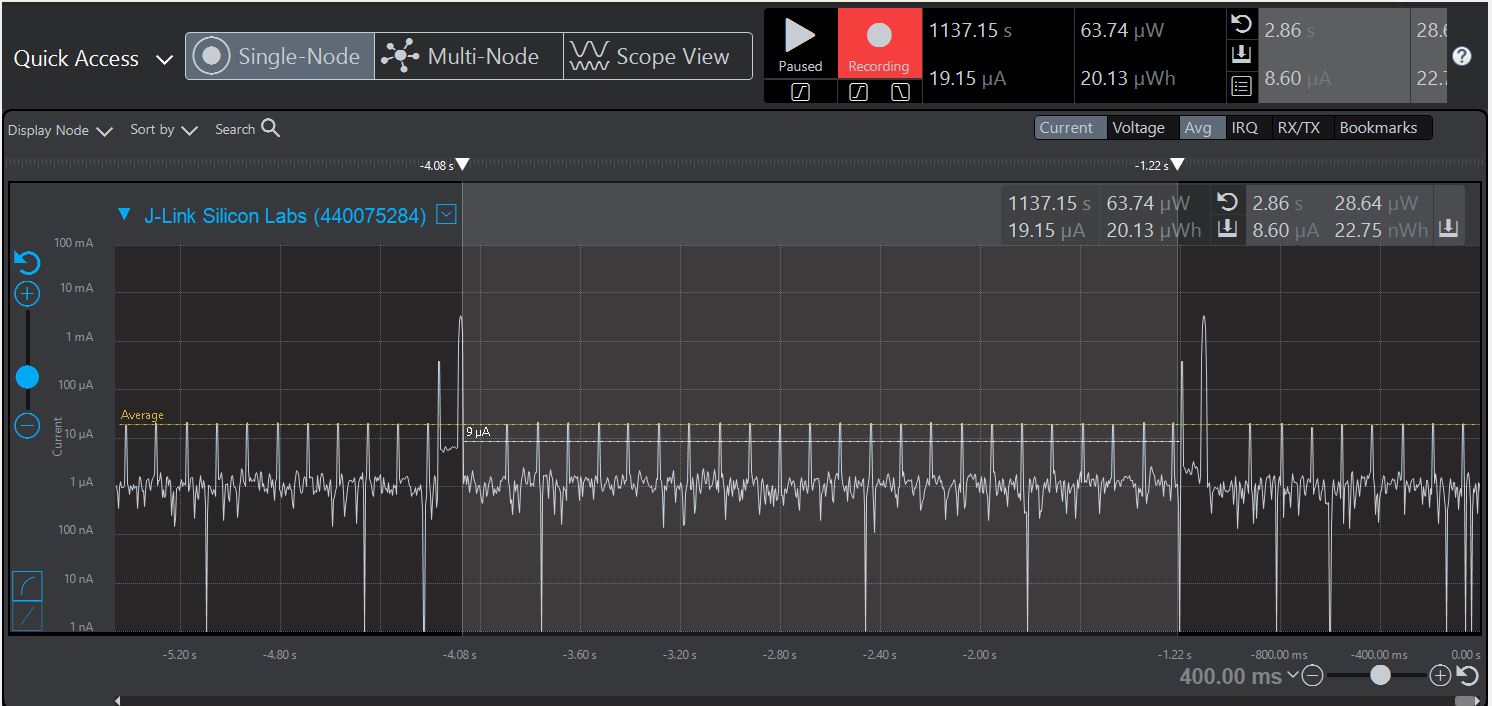 Quick Access
Single-Node
Multi-Node
Scope View
Paused
Recording
1137.15 s
19.15 µA
63.74 µW
20.13 µWh
2.86 s
8.60 µA
Display Node
Sort by
Search
Current
Voltage
Avg
IRQ
RX/TX
Bookmarks
-4.08 s
-1.22 s
J-Link Silicon Labs (440075284)
1137.15 s 63.74 µW 2.86 s 28.64 µW
19.15 µA 20.13 µWh 8.60 µA 22.75 nWh
100 mA
10 mA
1 mA
100 µA
10 µA
1 µA
100 nA
10 nA
1 nA
Current
Average
9 µA
-5.20 s -4.80 s -4.08 s -3.60 s -3.20 s -2.80 s -2.40 s -2.00 s -1.22 s -800.00 ms -400.00 ms 0.00 s
400.00 ms